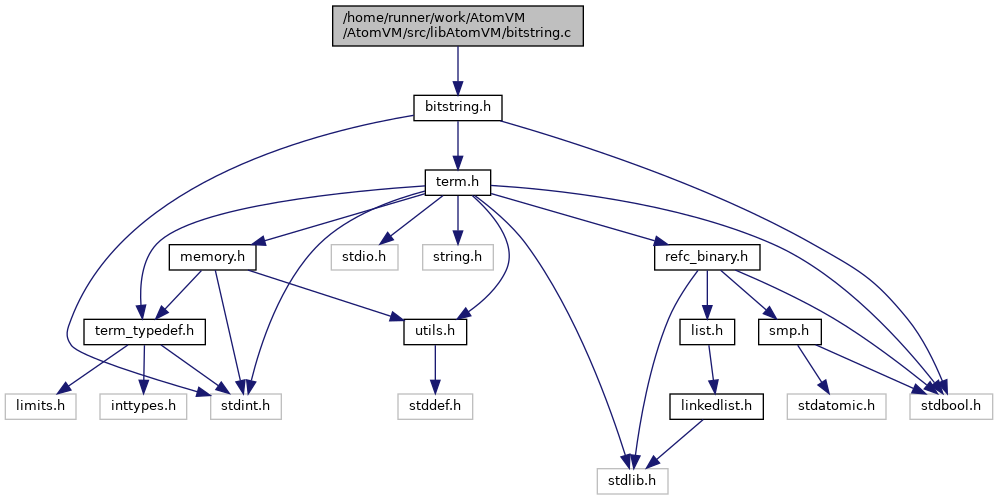 /home/runner/work/AtomVM
/AtomVM/src/libAtomVM/bitstring.c
bitstring.h
term.h
memory.h
stdio.h
string.h
refc_binary.h
term_typedef.h
utils.h
list.h
smp.h
limits.h
inttypes.h
stdint.h
stddef.h
linkedlist.h
stdatomic.h
stdbool.h
stdlib.h